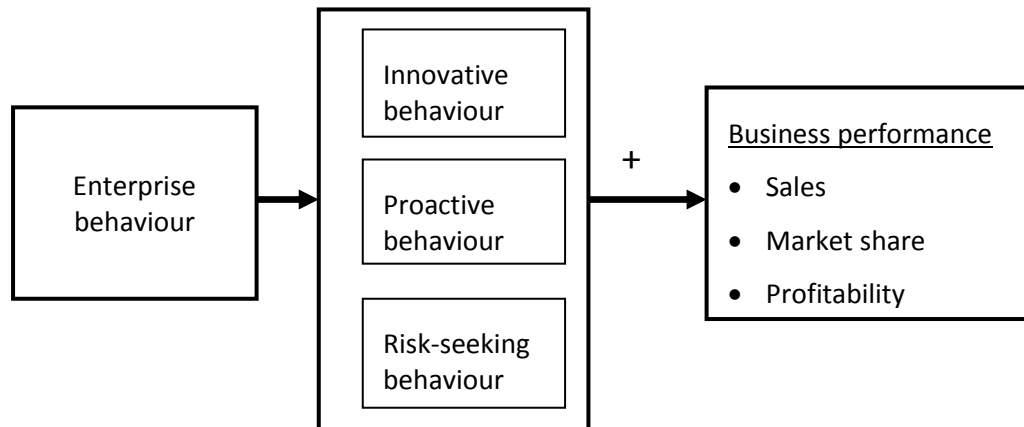 Enterprise
behaviour
Innovative
behaviour
Proactive
behaviour
Risk-seeking
behaviour
+
Business performance
• Sales
• Market share
• Profitability